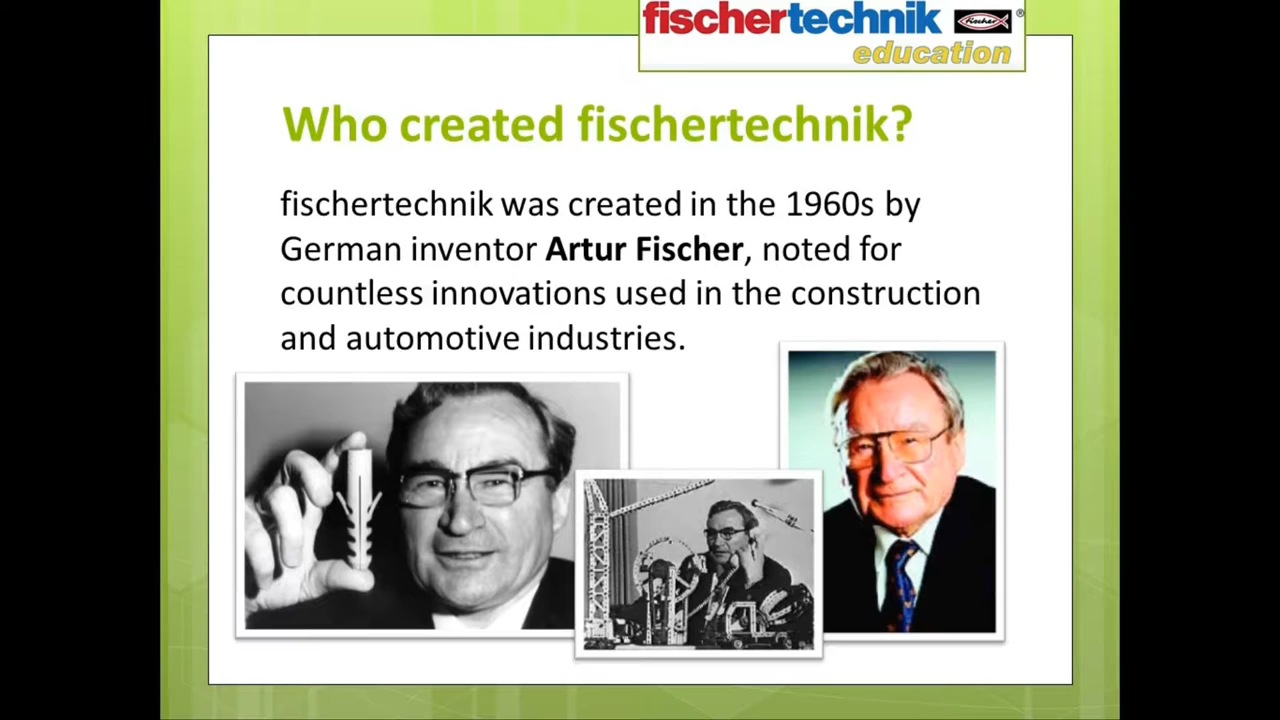 fischertechnik fischer ®
education
Who created fischertechnik?
fischertechnik was created in the 1960s by
German inventor Artur Fischer, noted for
countless innovations used in the construction
and automotive industries.